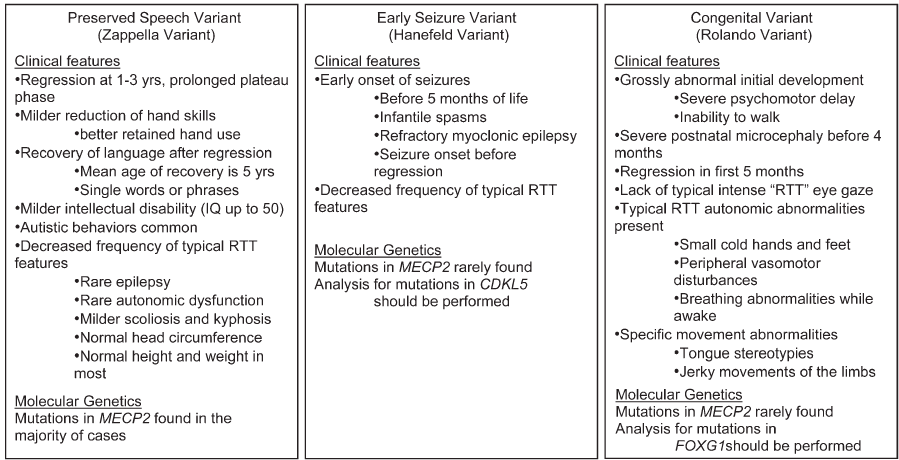 Preserved Speech Variant
(Zappella Variant)
Clinical features
•Regression at 1-3 yrs, prolonged plateau
phase
•Milder reduction of hand skills
•better retained hand use
•Recovery of language after regression
•Mean age of recovery is 5 yrs
•Single words or phrases
•Milder intellectual disability (IQ up to 50)
•Autistic behaviors common
•Decreased frequency of typical RTT
features
•Rare epilepsy
•Rare autonomic dysfunction
•Milder scoliosis and kyphosis
•Normal head circumference
•Normal height and weight in
most
Molecular Genetics
Mutations in MECP2 found in the
majority of cases
Early Seizure Variant
(Hanefeld Variant)
Clinical features
•Early onset of seizures
•Before 5 months of life
•Infantile spasms
•Refractory myoclonic epilepsy
•Seizure onset before
regression
•Decreased frequency of typical RTT
features
Molecular Genetics
Mutations in MECP2 rarely found
Analysis for mutations in CDKL5
should be performed
Congenital Variant
(Rolando Variant)
Clinical features
•Grossly abnormal initial development
•Severe psychomotor delay
•Inability to walk
•Severe postnatal microcephaly before 4
months
•Regression in first 5 months
•Lack of typical intense “RTT” eye gaze
•Typical RTT autonomic abnormalities
present
•Small cold hands and feet
•Peripheral vasomotor
disturbances
•Breathing abnormalities while
awake
•Specific movement abnormalities
•Tongue stereotypies
•Jerky movements of the limbs
Molecular Genetics
Mutations in MECP2 rarely found
Analysis for mutations in
FOXG1should be performed